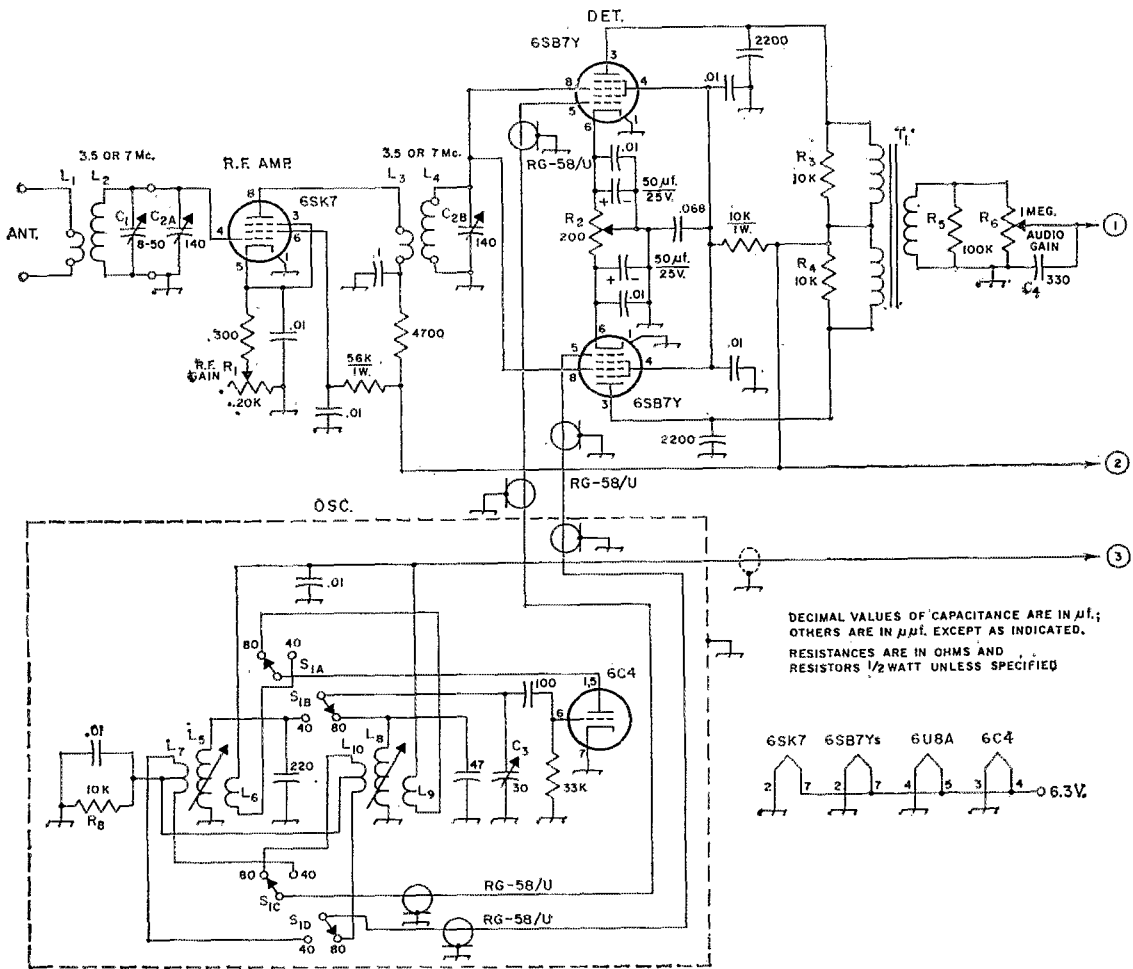 DET.
6SB7Y
2200
3
8
4
5
6
1
.01
RG-58/U
3.5 OR 7 Mc.
R.F. AMP.
3.5 OR 7 Mc.
L1
L2
6SK7
L3
L4
ANT.
C1
8-50
C2A
140
8
3
6
4
5
1
C2B
140
.01
50 µf.
25V.
R2
200
.068
10K
1W.
50 µf.
25V.
.01
R3
10K
R4
10K
T1
R5
100K
R6
1 MEG.
AUDIO
GAIN
C4
330
1
.1
300
.01
4700
R.F.
GAIN
R1
20K
56K
1W.
.01
6
1
5
8
4
3
6SB7Y
.01
2200
2
RG-58/U
OSC.
3
.01
80
40
S1A
S1B
40
80
100
1,5
6C4
6
7
.01
10K
R8
L7
L5
L6
220
L10
L8
L9
47
C3
30
33K
80
40
S1C
S1D
40
80
RG-58/U
RG-58/U
DECIMAL VALUES OF CAPACITANCE ARE IN µf.;
OTHERS ARE IN µµf. EXCEPT AS INDICATED.
RESISTANCES ARE IN OHMS AND
RESISTORS 1/2 WATT UNLESS SPECIFIED
6SK7
6SB7Ys
6U8A
6C4
2
7
2
7
4
5
3
4
6.3V.